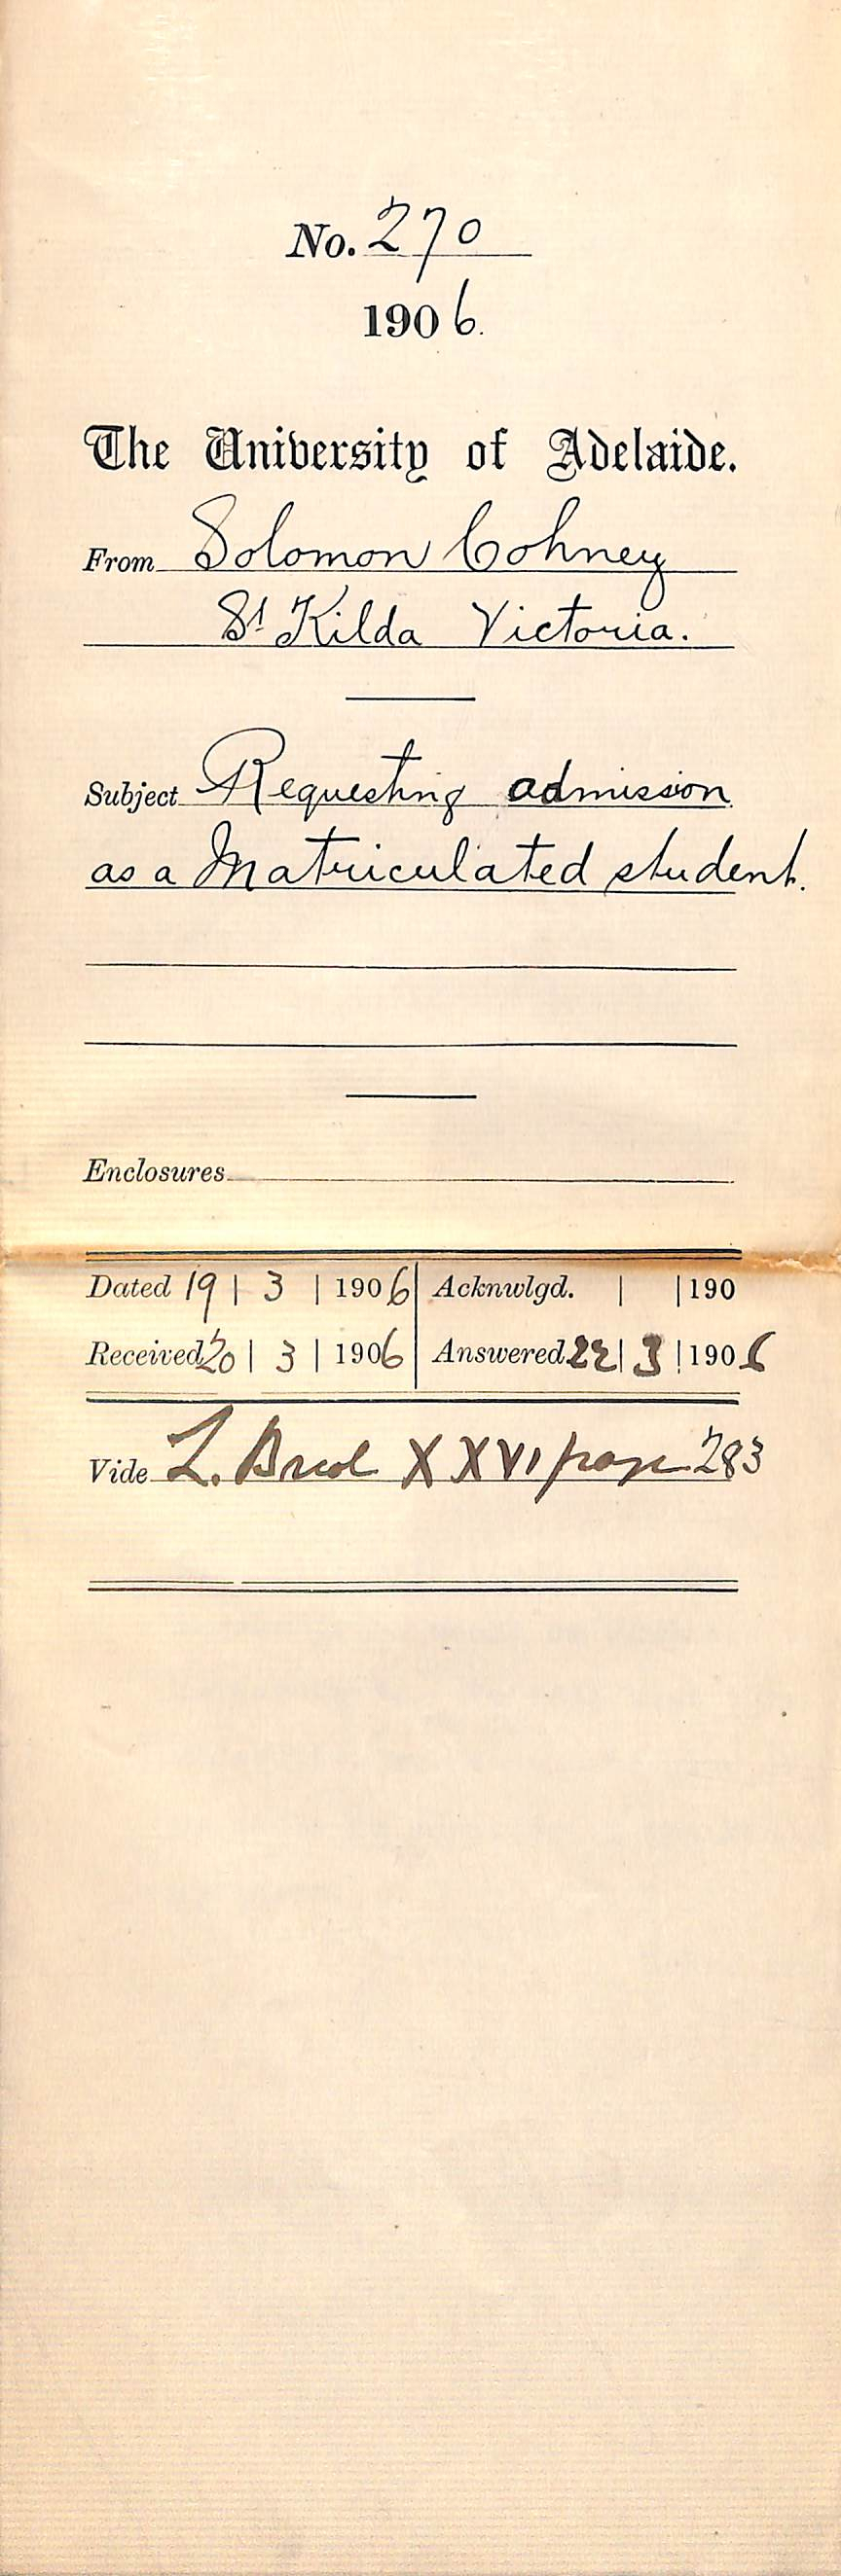 No. 270
1906.
The University of Adelaide.
From Solomon Cohney
St Kilda Victoria.
Subject Requesting admission
as a Matriculated student.
Enclosures
Dated 19 | 3 | 1906 | Acknwlgd. | | 190
Received 20 | 3 | 1906 | Answered 22 | 3 | 1906
Vide L. XXVI page 283